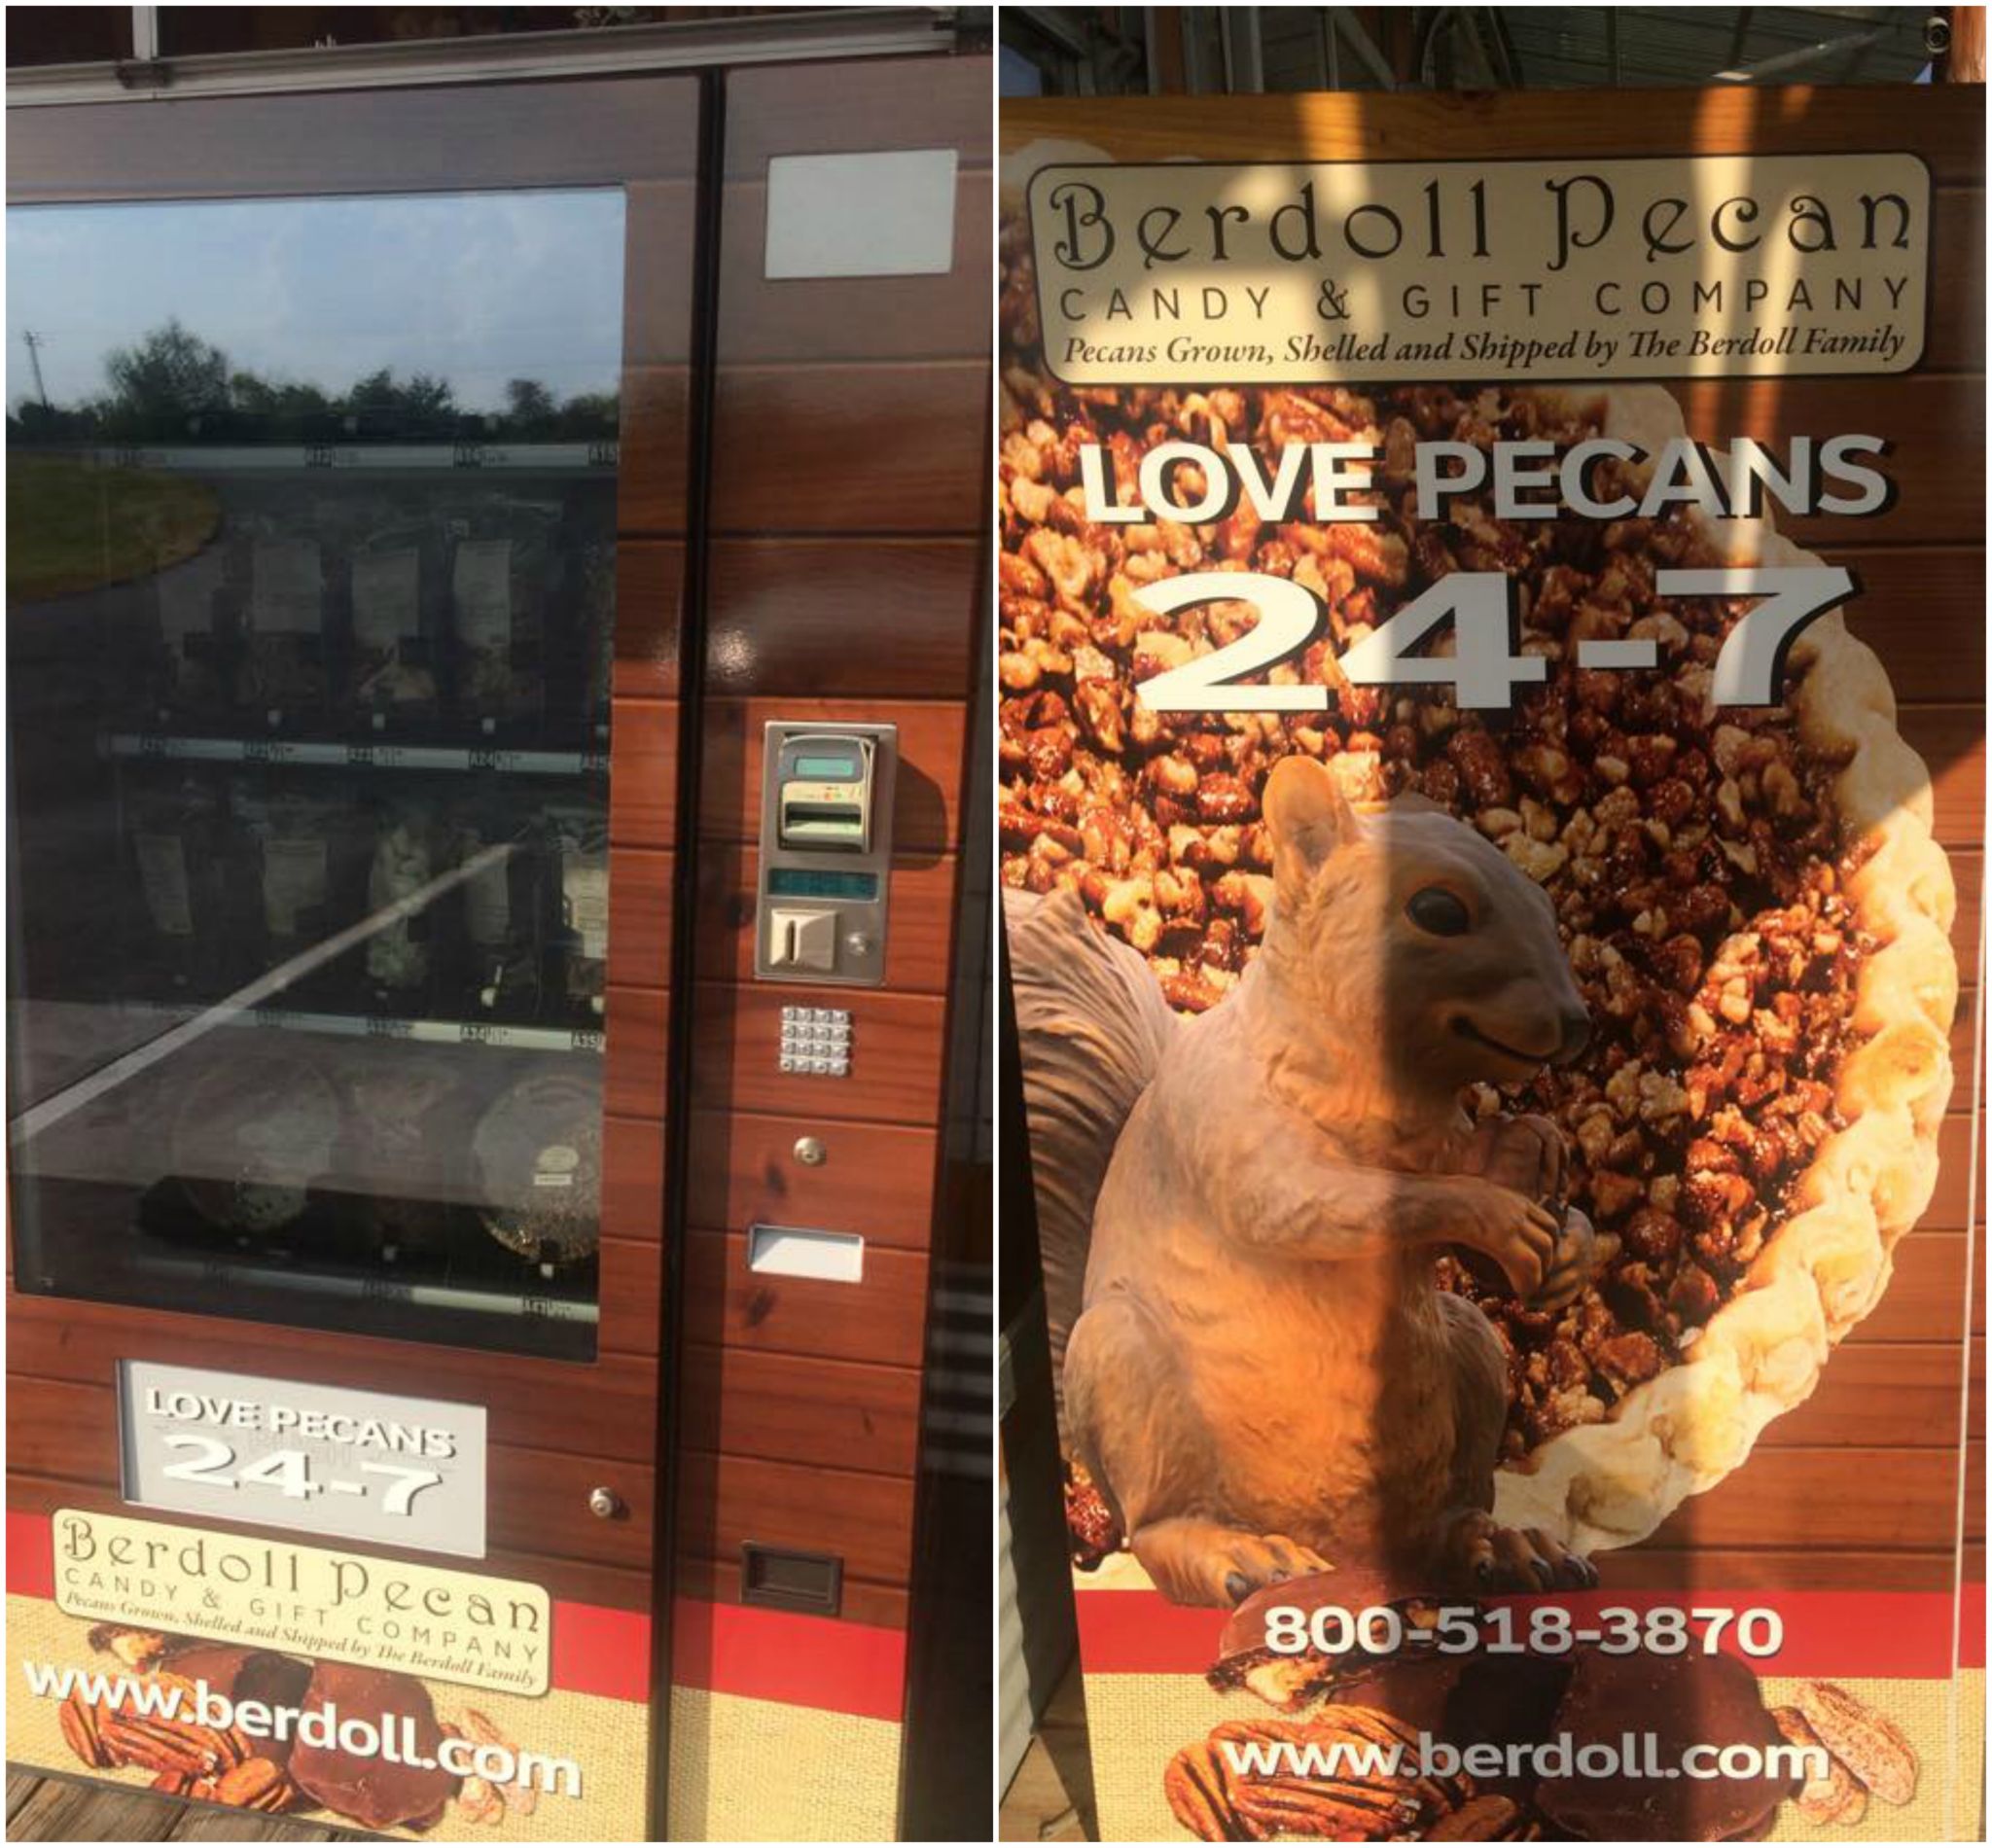 LOVE PECANS
24-7
Berdoll Pecan
CANDY & GIFT COMPANY
Pecans Grown, Shelled and Shipped by The Berdoll Family
www.berdoll.com
Berdoll Pecan
CANDY & GIFT COMPANY
Pecans Grown, Shelled and Shipped by The Berdoll Family
LOVE PECANS
24-7
800-518-3870
www.berdoll.com